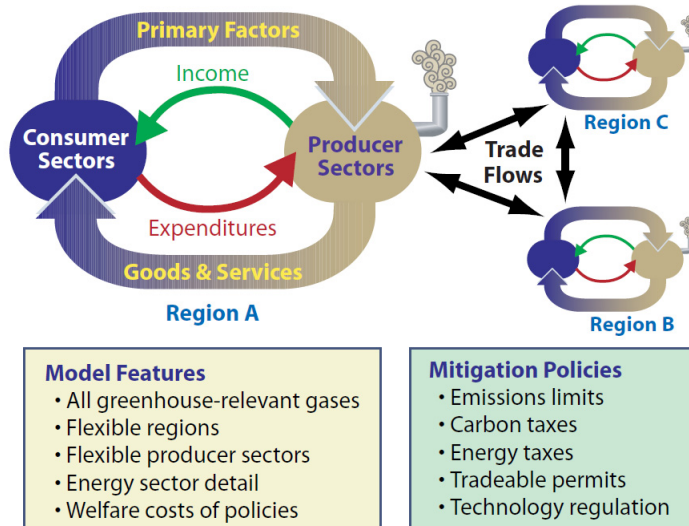 Primary Factors
Income
Consumer
Sectors
Producer
Sectors
Expenditures
Goods & Services
Region A
Trade
Flows
Region C
Region B
Model Features
• All greenhouse-relevant gases
• Flexible regions
• Flexible producer sectors
• Energy sector detail
• Welfare costs of policies
Mitigation Policies
• Emissions limits
• Carbon taxes
• Energy taxes
• Tradeable permits
• Technology regulation